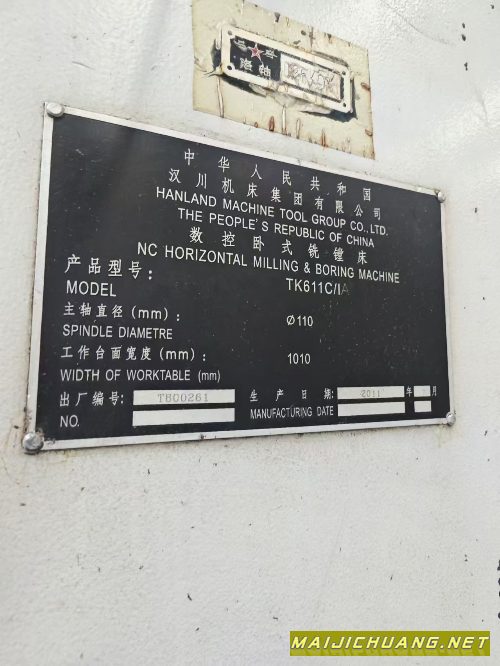 中华人民共和国
汉川机床集团有限公司
HANLAND MACHINE TOOL GROUP CO., LTD.
THE PEOPLE'S REPUBLIC OF CHINA
数控卧式铣镗床
NC HORIZONTAL MILLING & BORING MACHINE
产品型号: TK611C/1A
MODEL
主轴直径(mm): Ø110
SPINDLE DIAMETRE
工作台面宽度(mm): 1010
WIDTH OF WORKTABLE (mm)
出厂编号: T8C0261 生产日期: 2011 年 月
NO. MANUFACTURING DATE
MAIJICHUANG.NET